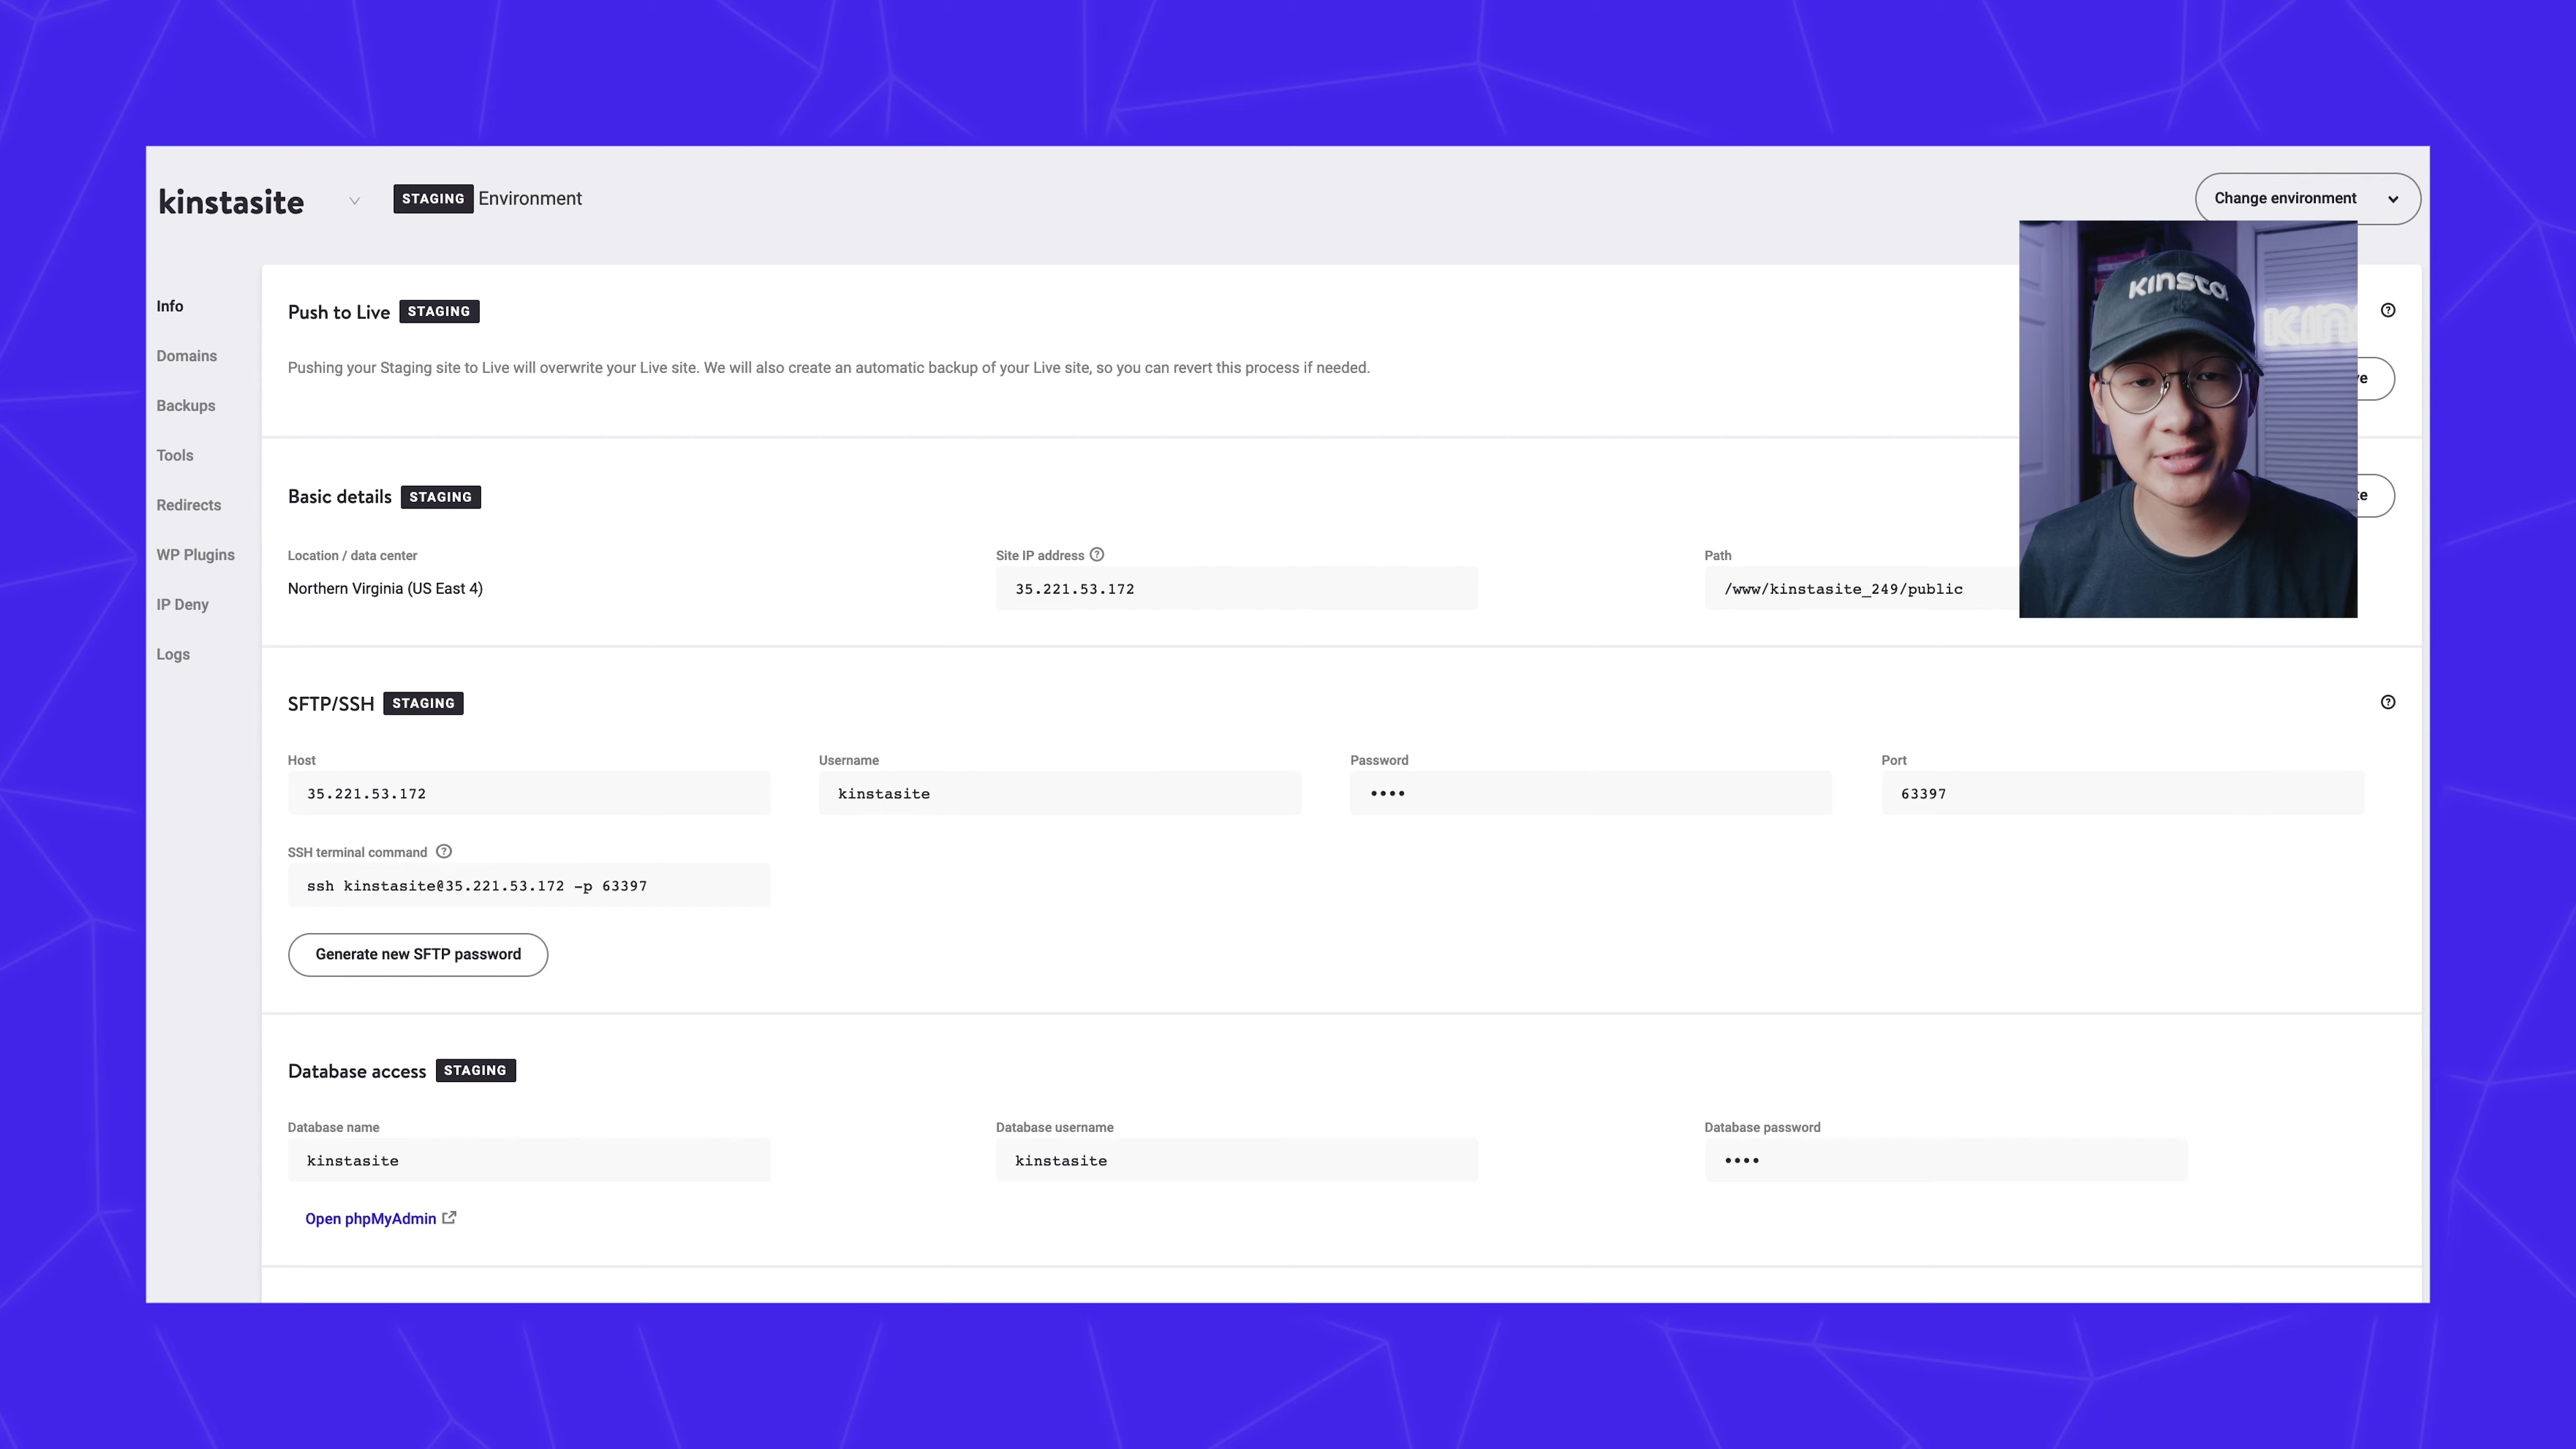 kinstasite
STAGING Environment
Change environment
Info
Domains
Backups
Tools
Redirects
WP Plugins
IP Deny
Logs
Push to Live STAGING
Pushing your Staging site to Live will overwrite your Live site. We will also create an automatic backup of your Live site, so you can revert this process if needed.
KINSTA
KIN
Basic details STAGING
Location / data center
Northern Virginia (US East 4)
Site IP address
35.221.53.172
Path
/www/kinstasite_249/public
SFTP/SSH STAGING
Host
35.221.53.172
Username
kinstasite
Password
••••
Port
63397
SSH terminal command
ssh kinstasite@35.221.53.172 -p 63397
Generate new SFTP password
Database access STAGING
Database name
kinstasite
Database username
kinstasite
Database password
••••
Open phpMyAdmin